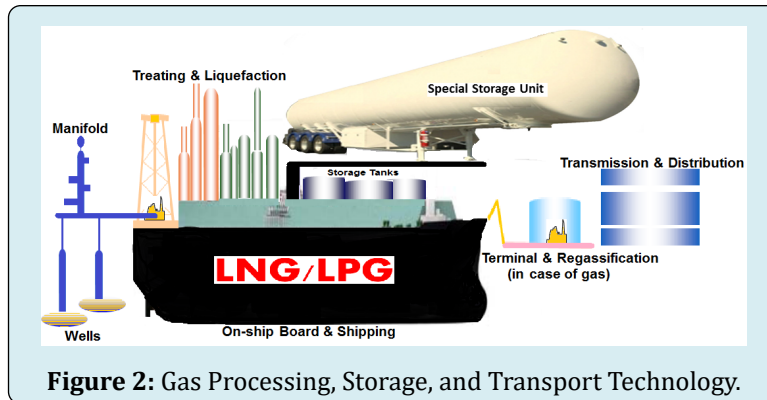 Treating & Liquefaction
Special Storage Unit
Manifold
Storage Tanks
Transmission & Distribution
LNG/LPG
Terminal & Regassification
(in case of gas)
Wells
On-ship Board & Shipping
Figure 2: Gas Processing, Storage, and Transport Technology.